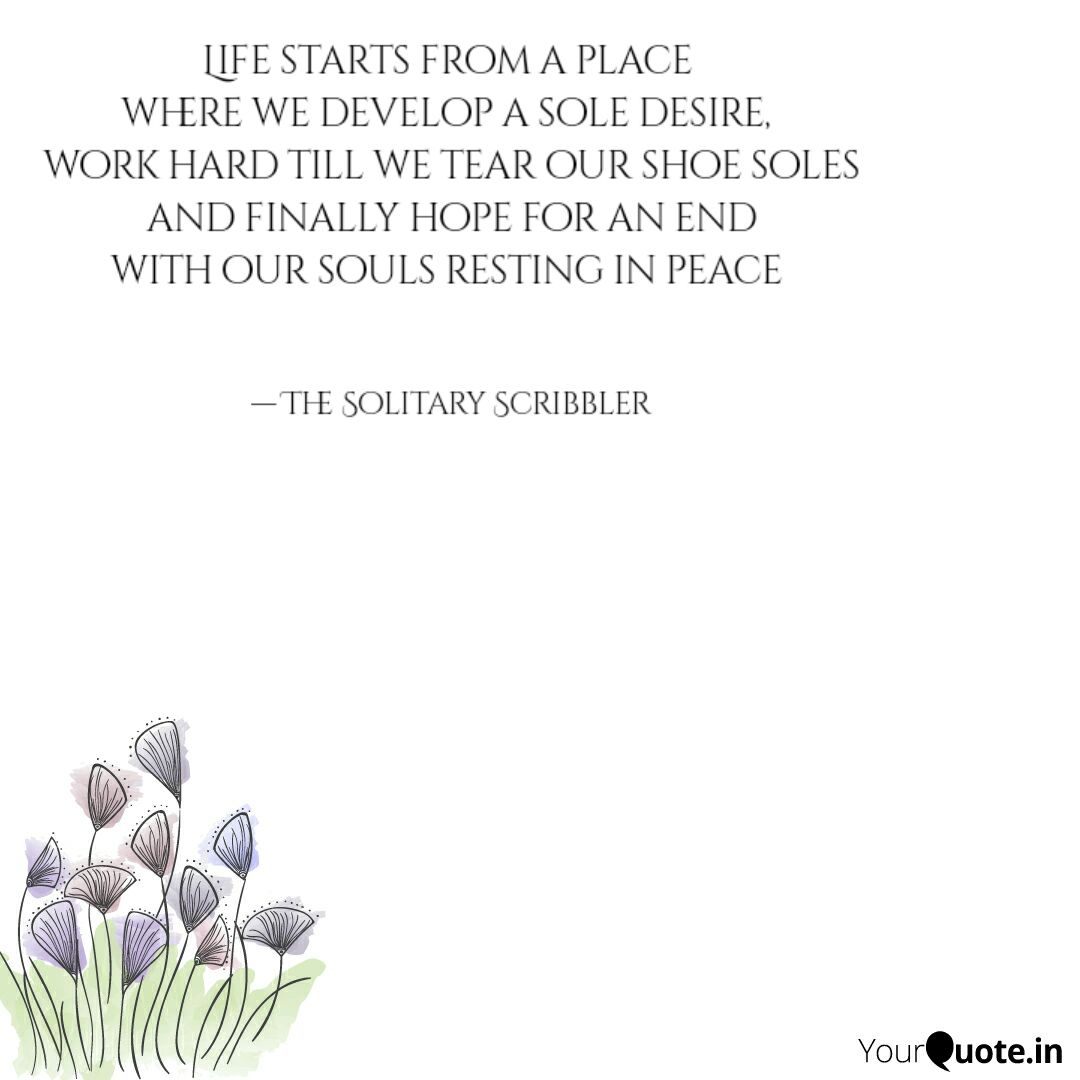 Life starts from a place
where we develop a sole desire,
work hard till we tear our shoe soles
and finally hope for an end
with our souls resting in peace
—The Solitary Scribbler
YourQuote.in